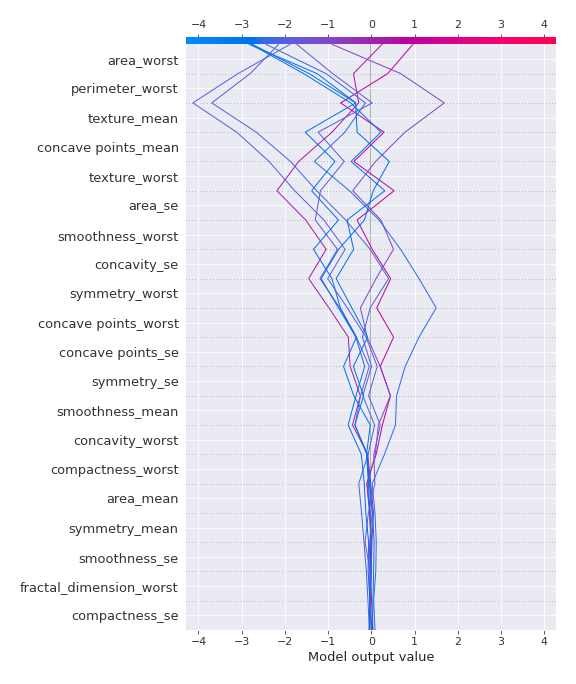 −4 −3 −2 −1 0 1 2 3 4
area_worst
perimeter_worst
texture_mean
concave points_mean
texture_worst
area_se
smoothness_worst
concavity_se
symmetry_worst
concave points_worst
concave points_se
symmetry_se
smoothness_mean
concavity_worst
compactness_worst
area_mean
symmetry_mean
smoothness_se
fractal_dimension_worst
compactness_se
−4 −3 −2 −1 0 1 2 3 4
Model output value